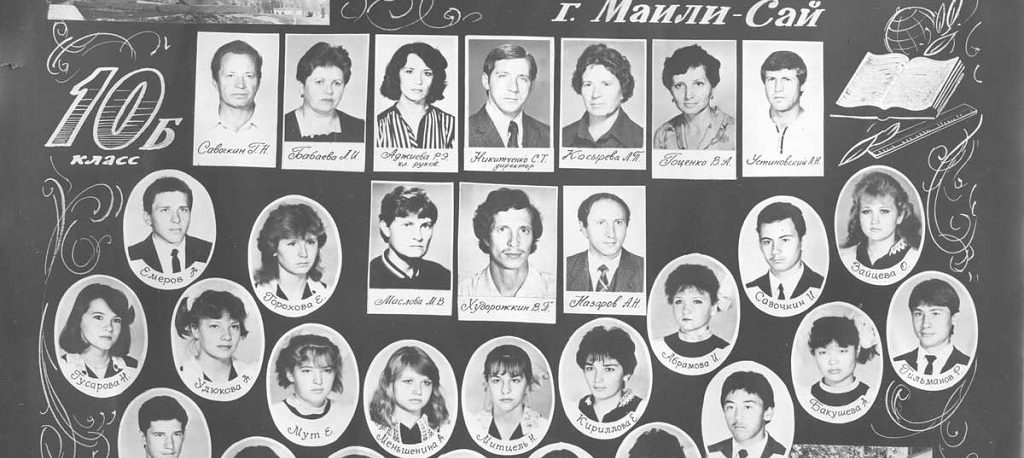 г. Маили-Сай
10Б
класс
Савочкин Г.Н.
Бабаева Л.И.
Аджиева Р.Э.
кл. руков.
Никитченко С.Т.
директор
Косырева Л.П.
Гоценко В.А.
Устиновский А.Н.
Маслова М.В.
Худорожкин В.П.
Назаров А.Н.
Емеров А
Горохова Е.
Савочкин И.
Зайцева О.
Гусарова Н.
Удюкова А.
Мут Е.
Меньшенина А.
Митцель Н.
Кириллова Е.
Абрамова И.
Бакушева А.
Гильманов Р.